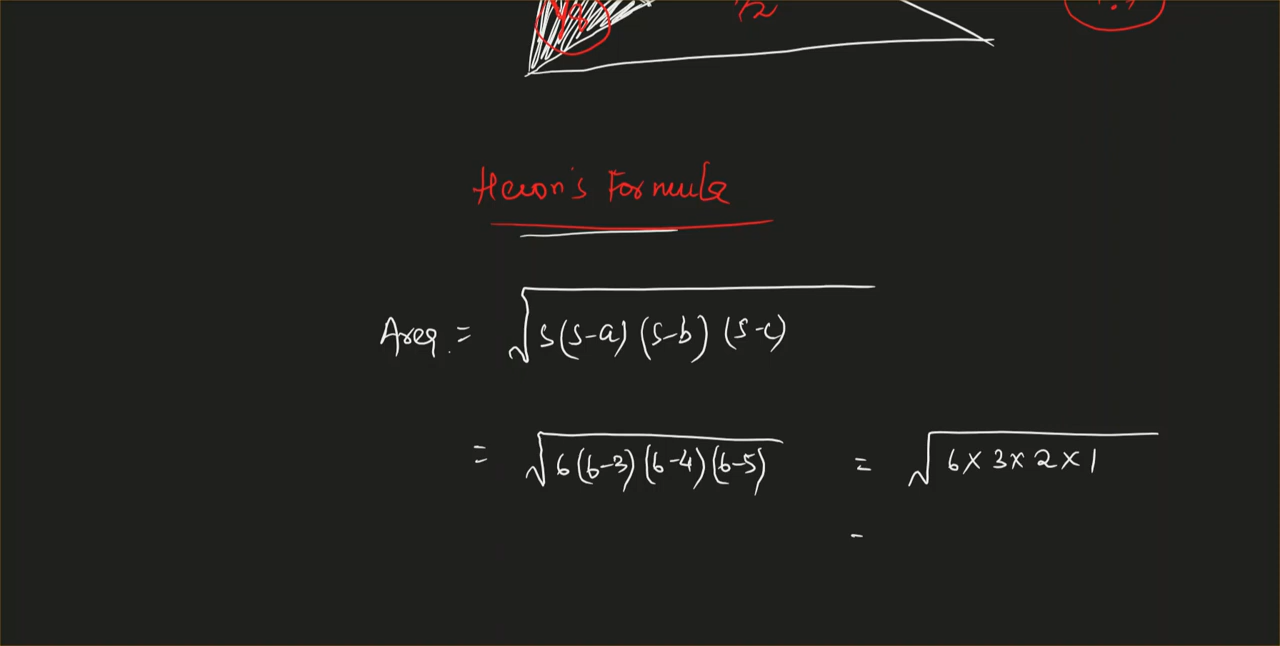 Heron's Formula
Area = √s(s-a)(s-b)(s-c)
= √6(6-3)(6-4)(6-5) = √6×3×2×1
-